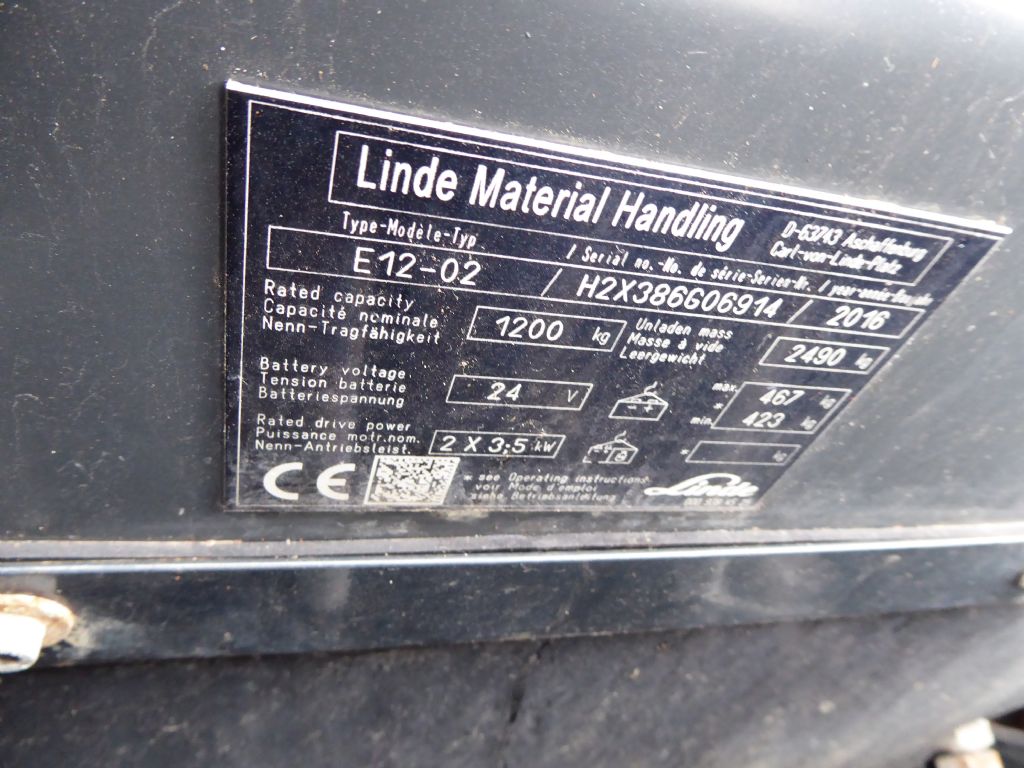 Linde Material Handling
D-63743 Aschaffenburg
Carl-von-Linde-Platz
Type-Modèle-Typ / Serial no.-No. de série-Serien-Nr. / year-année-Baujahr
E12-02 / H2X386G06914 / 2016
Rated capacity
Capacité nominale
Nenn-Tragfähigkeit
1200 kg
Unladen mass
Masse à vide
Leergewicht
2490 kg
Battery voltage
Tension batterie
Batteriespannung
24 V
- +
max. 467 kg
*
min. 423 kg
Rated drive power
Puissance motr.nom.
Nenn-Antriebsleist.
2 X 3,5 kW
* kg
CE
* see Operating instructions
voir Mode d'emploi
siehe Betriebsanleitung
Linde